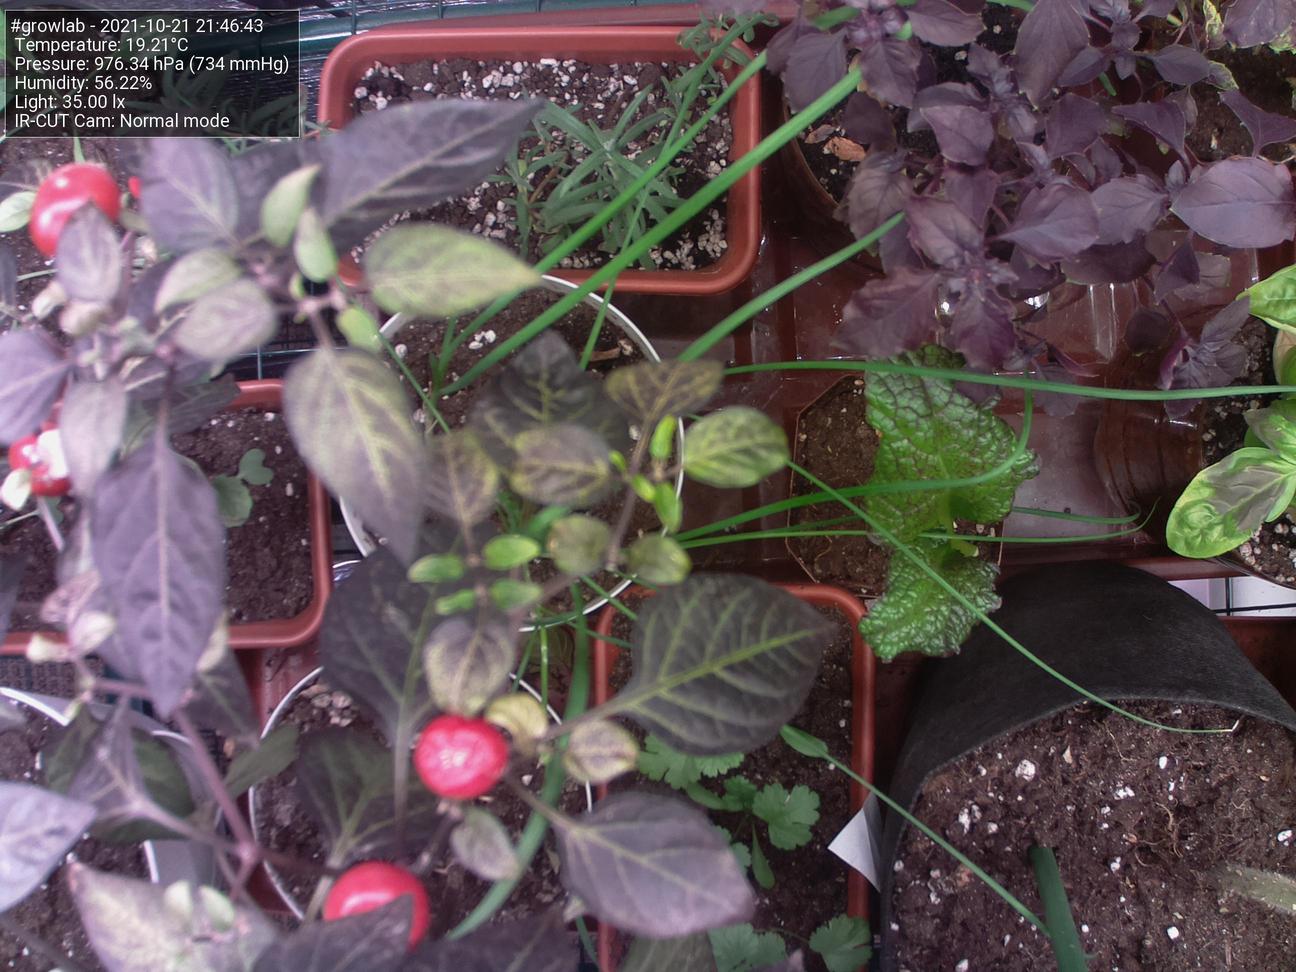 #growlab - 2021-10-21 21:46:43
Temperature: 19.21°C
Pressure: 976.34 hPa (734 mmHg)
Humidity: 56.22%
Light: 35.00 lx
IR-CUT Cam: Normal mode